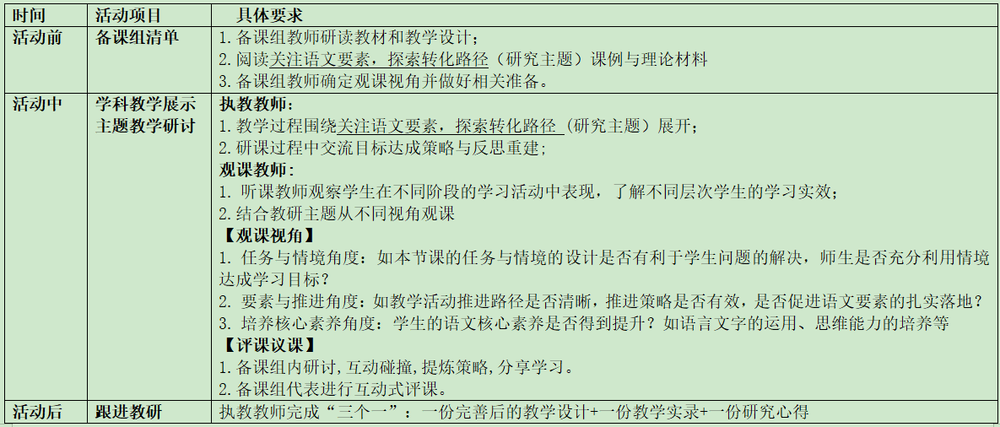 时间 活动项目 具体要求
活动前 备课组清单 1.备课组教师研读教材和教学设计；
2.阅读关注语文要素，探索转化路径（研究主题）课例与理论材料
3.备课组教师确定观课视角并做好相关准备。
活动中 学科教学展示 执教教师：
主题教学研讨 1.教学过程围绕关注语文要素，探索转化路径 (研究主题）展开；
2.研课过程中交流目标达成策略与反思重建;
观课教师:
1. 听课教师观察学生在不同阶段的学习活动中表现，了解不同层次学生的学习实效；
2.结合教研主题从不同视角观课
【观课视角】
1. 任务与情境角度：如本节课的任务与情境的设计是否有利于学生问题的解决，师生是否充分利用情境
达成学习目标？
2. 要素与推进角度：如教学活动推进路径是否清晰，推进策略是否有效，是否促进语文要素的扎实落地？
3. 培养核心素养角度：学生的语文核心素养是否得到提升？如语言文字的运用、思维能力的培养等
【评课议课】
1.备课组内研讨,互动碰撞,提炼策略,分享学习。
2.备课组代表进行互动式评课。
活动后 跟进教研 执教教师完成“三个一”：一份完善后的教学设计+一份教学实录+一份研究心得